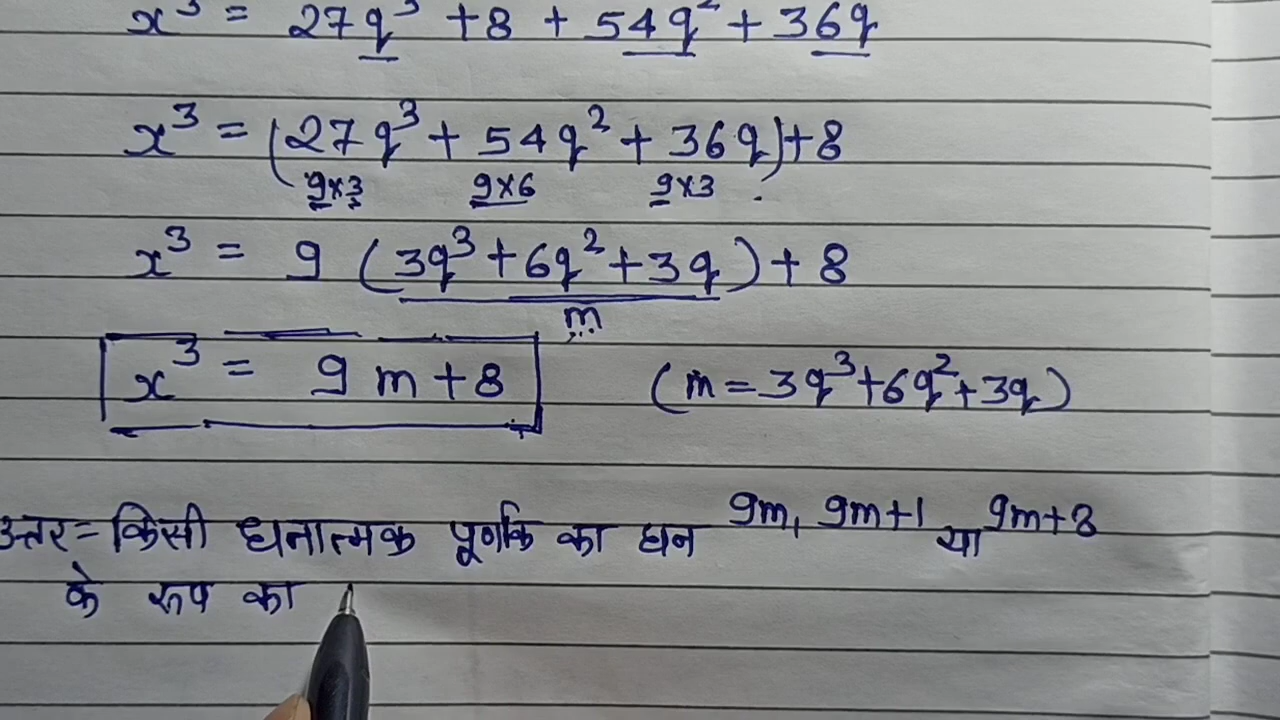 x³ = 27q³ + 8 + 54q² + 36q
x³ = (27q³ + 54q² + 36q) + 8
9×3 9×6 9×3
x³ = 9 (3q³ + 6q² + 3q) + 8
m
x³ = 9m + 8 (m = 3q³ + 6q² + 3q)
उत्तर = किसी धनात्मक पूर्णांक का घन 9m, 9m+1 या 9m+8
के रूप का